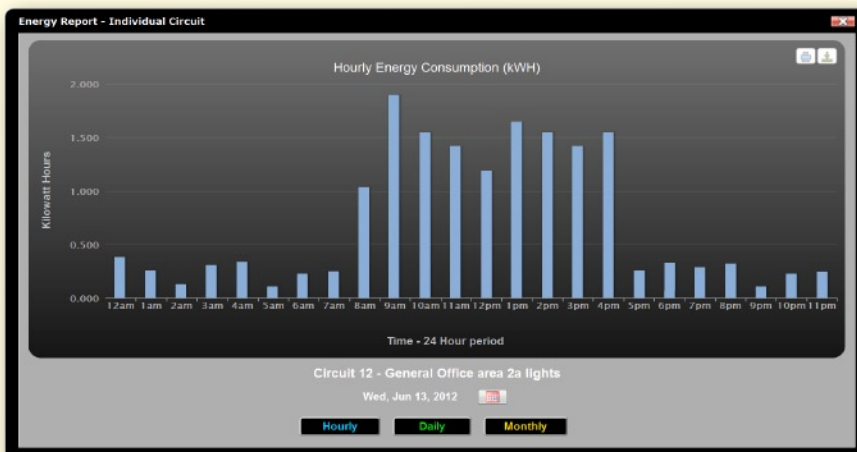 Energy Report - Individual Circuit
Hourly Energy Consumption (kWH)
2.000
1.500
1.000
0.500
0.000
Kilowatt Hours
12am 1am 2am 3am 4am 5am 6am 7am 8am 9am 10am 11am 12pm 1pm 2pm 3pm 4pm 5pm 6pm 7pm 8pm 9pm 10pm 11pm
Time - 24 Hour period
Circuit 12 - General Office area 2a lights
Wed, Jun 13, 2012
Hourly Daily Monthly